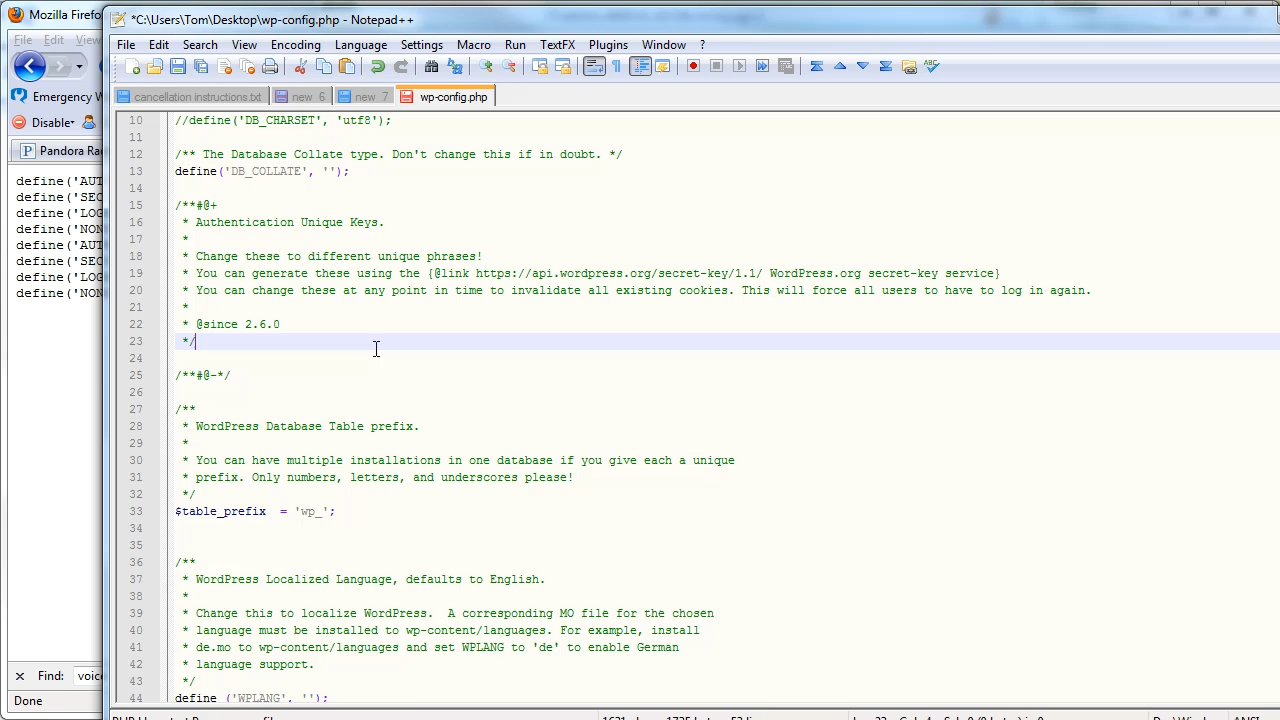 Mozilla Firefo
*C:\Users\Tom\Desktop\wp-config.php - Notepad++
File Edit View
File Edit Search View Encoding Language Settings Macro Run TextFX Plugins Window ?
Emergency W
Disable
cancellation instructions.txt new 6 new 7 wp-config.php
Pandora Ra
define('AUT
define('SEC
define('LOG
define('NON
define('AUT
define('SEC
define('LOG
define('NON
10 //define('DB_CHARSET', 'utf8');
11
12 /** The Database Collate type. Don't change this if in doubt. */
13 define('DB_COLLATE', '');
14
15 /**#@+
16 * Authentication Unique Keys.
17 *
18 * Change these to different unique phrases!
19 * You can generate these using the {@link https://api.wordpress.org/secret-key/1.1/ WordPress.org secret-key service}
20 * You can change these at any point in time to invalidate all existing cookies. This will force all users to have to log in again.
21 *
22 * @since 2.6.0
23 */
24
25 /**#@-*/
26
27 /**
28 * WordPress Database Table prefix.
29 *
30 * You can have multiple installations in one database if you give each a unique
31 * prefix. Only numbers, letters, and underscores please!
32 */
33 $table_prefix = 'wp_';
34
35
36 /**
37 * WordPress Localized Language, defaults to English.
38 *
39 * Change this to localize WordPress. A corresponding MO file for the chosen
40 * language must be installed to wp-content/languages. For example, install
41 * de.mo to wp-content/languages and set WPLANG to 'de' to enable German
42 * language support.
43 */
44 define ('WPLANG', '');
Find: voice
Done